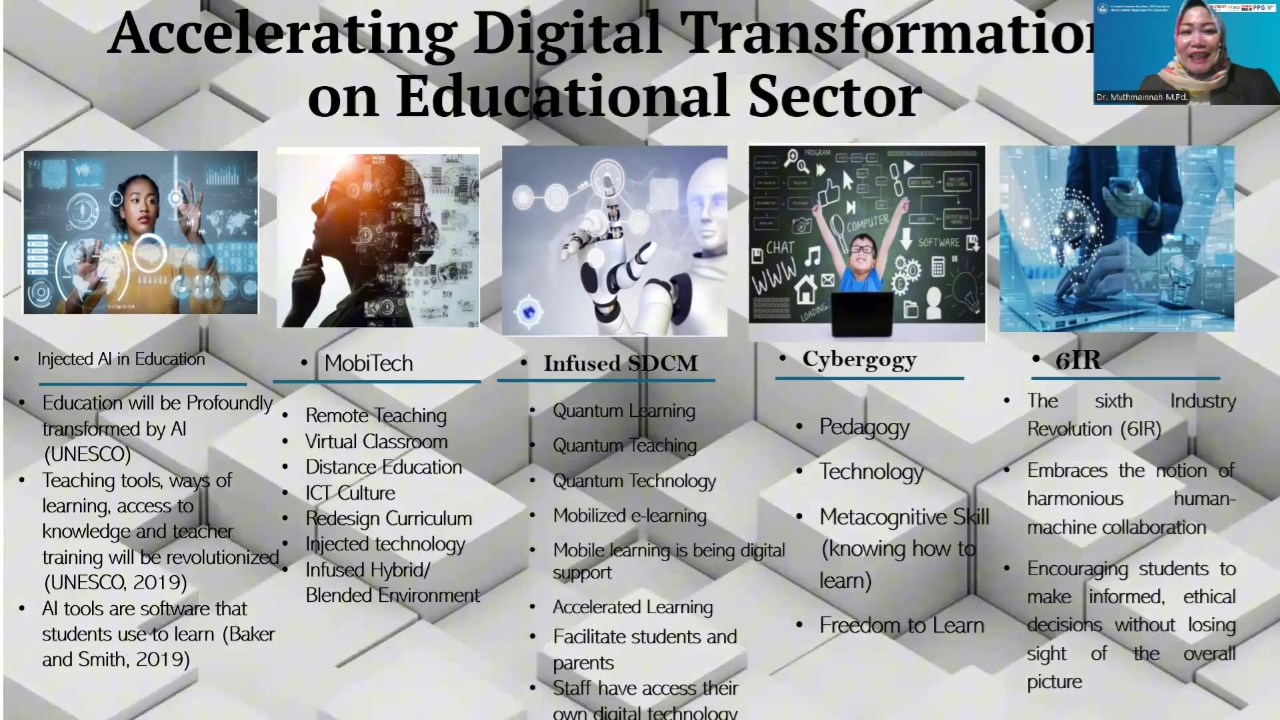 Accelerating Digital Transformation
on Educational Sector
PPG
Dr. Muthmainnah M.Pd.
PROGRAM
COMPUTER
CHAT
SOFTWARE
WWW
LOADING
• Injected AI in Education
• Education will be Profoundly
transformed by AI
(UNESCO)
• Teaching tools, ways of
learning, access to
knowledge and teacher
training will be revolutionized
(UNESCO, 2019)
• AI tools are software that
students use to learn (Baker
and Smith, 2019)
• MobiTech
• Remote Teaching
• Virtual Classroom
• Distance Education
• ICT Culture
• Redesign Curriculum
• Injected technology
• Infused Hybrid/
Blended Environment
• Infused SDCM
• Quantum Learning
• Quantum Teaching
• Quantum Technology
• Mobilized e-learning
• Mobile learning is being digital
support
• Accelerated Learning
• Facilitate students and
parents
• Staff have access their
own digital technology
• Cybergogy
• Pedagogy
• Technology
• Metacognitive Skill
(knowing how to
learn)
• Freedom to Learn
• 6IR
• The sixth Industry
Revolution (6IR)
• Embraces the notion of
harmonious human-
machine collaboration
• Encouraging students to
make informed, ethical
decisions without losing
sight of the overall
picture